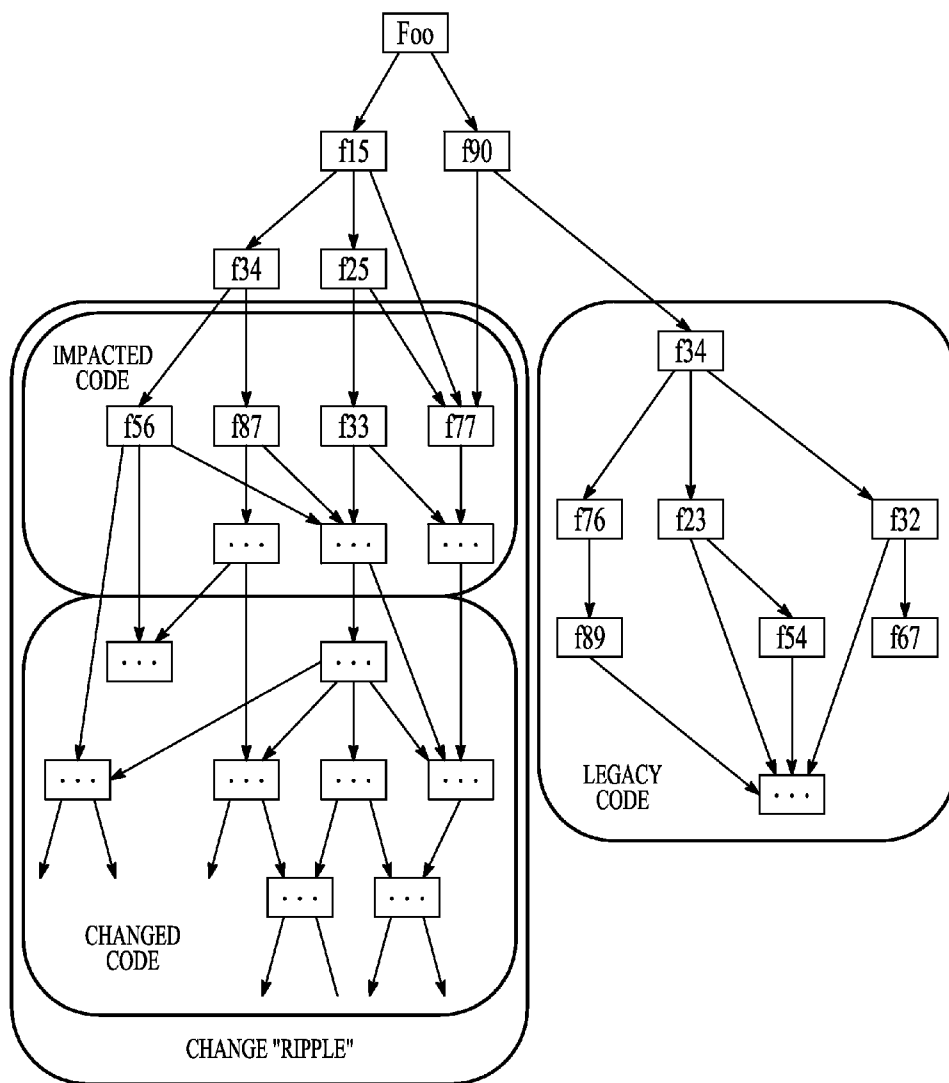 Foo
f15
f90
f34
f25
IMPACTED
CODE
f34
f56
f87
f33
f77
f76
f23
f32
. . .
. . .
. . .
f89
f54
f67
. . .
. . .
. . .
. . .
. . .
. . .
LEGACY
CODE
. . .
. . .
. . .
CHANGED
CODE
CHANGE "RIPPLE"